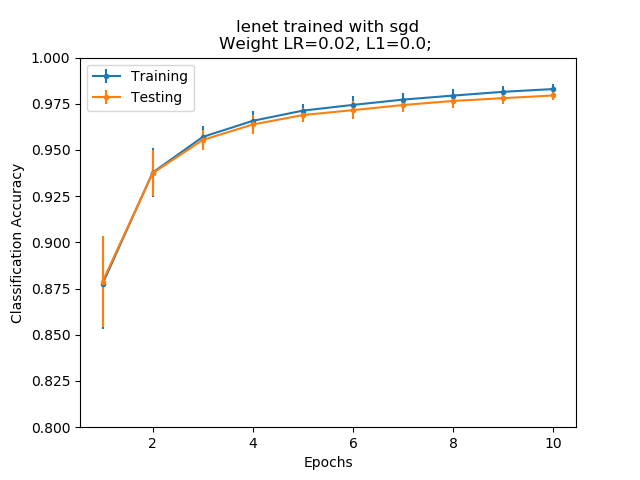 lenet trained with sgd
Weight LR=0.02, L1=0.0;
Training
Testing
Classification Accuracy
1.000
0.975
0.950
0.925
0.900
0.875
0.850
0.825
0.800
2
4
6
8
10
Epochs